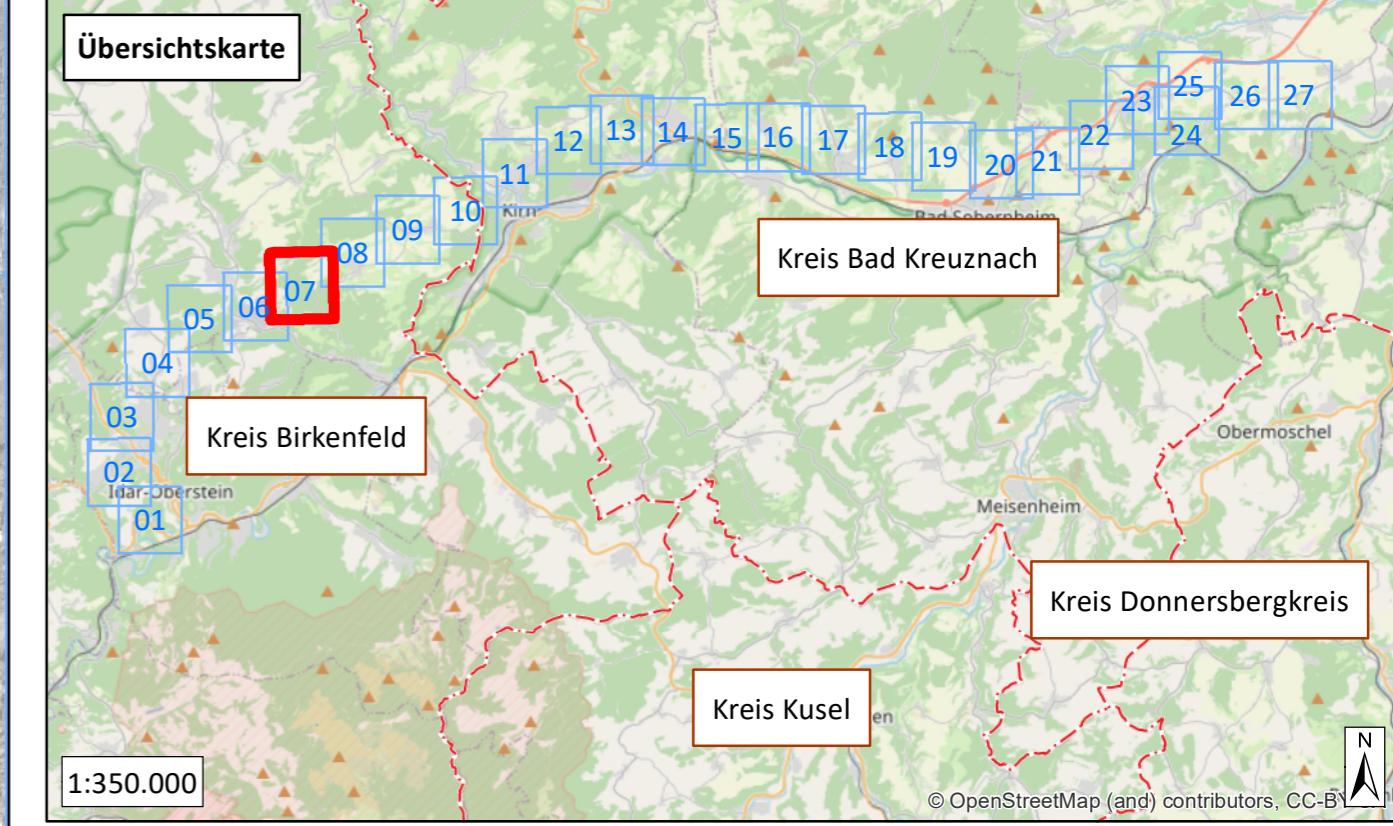 Übersichtskarte
25
23
26
27
12
13
14
15
16
17
18
22
24
11
19
20
21
10
Kirn
Bad Sobernheim
09
08
Kreis Bad Kreuznach
07
06
05
04
03
Kreis Birkenfeld
Obermoschel
02
Idar-Oberstein
01
Meisenheim
Kreis Donnersbergkreis
Kreis Kusel
en
1:350.000
N
© OpenStreetMap (and) contributors, CC-BY